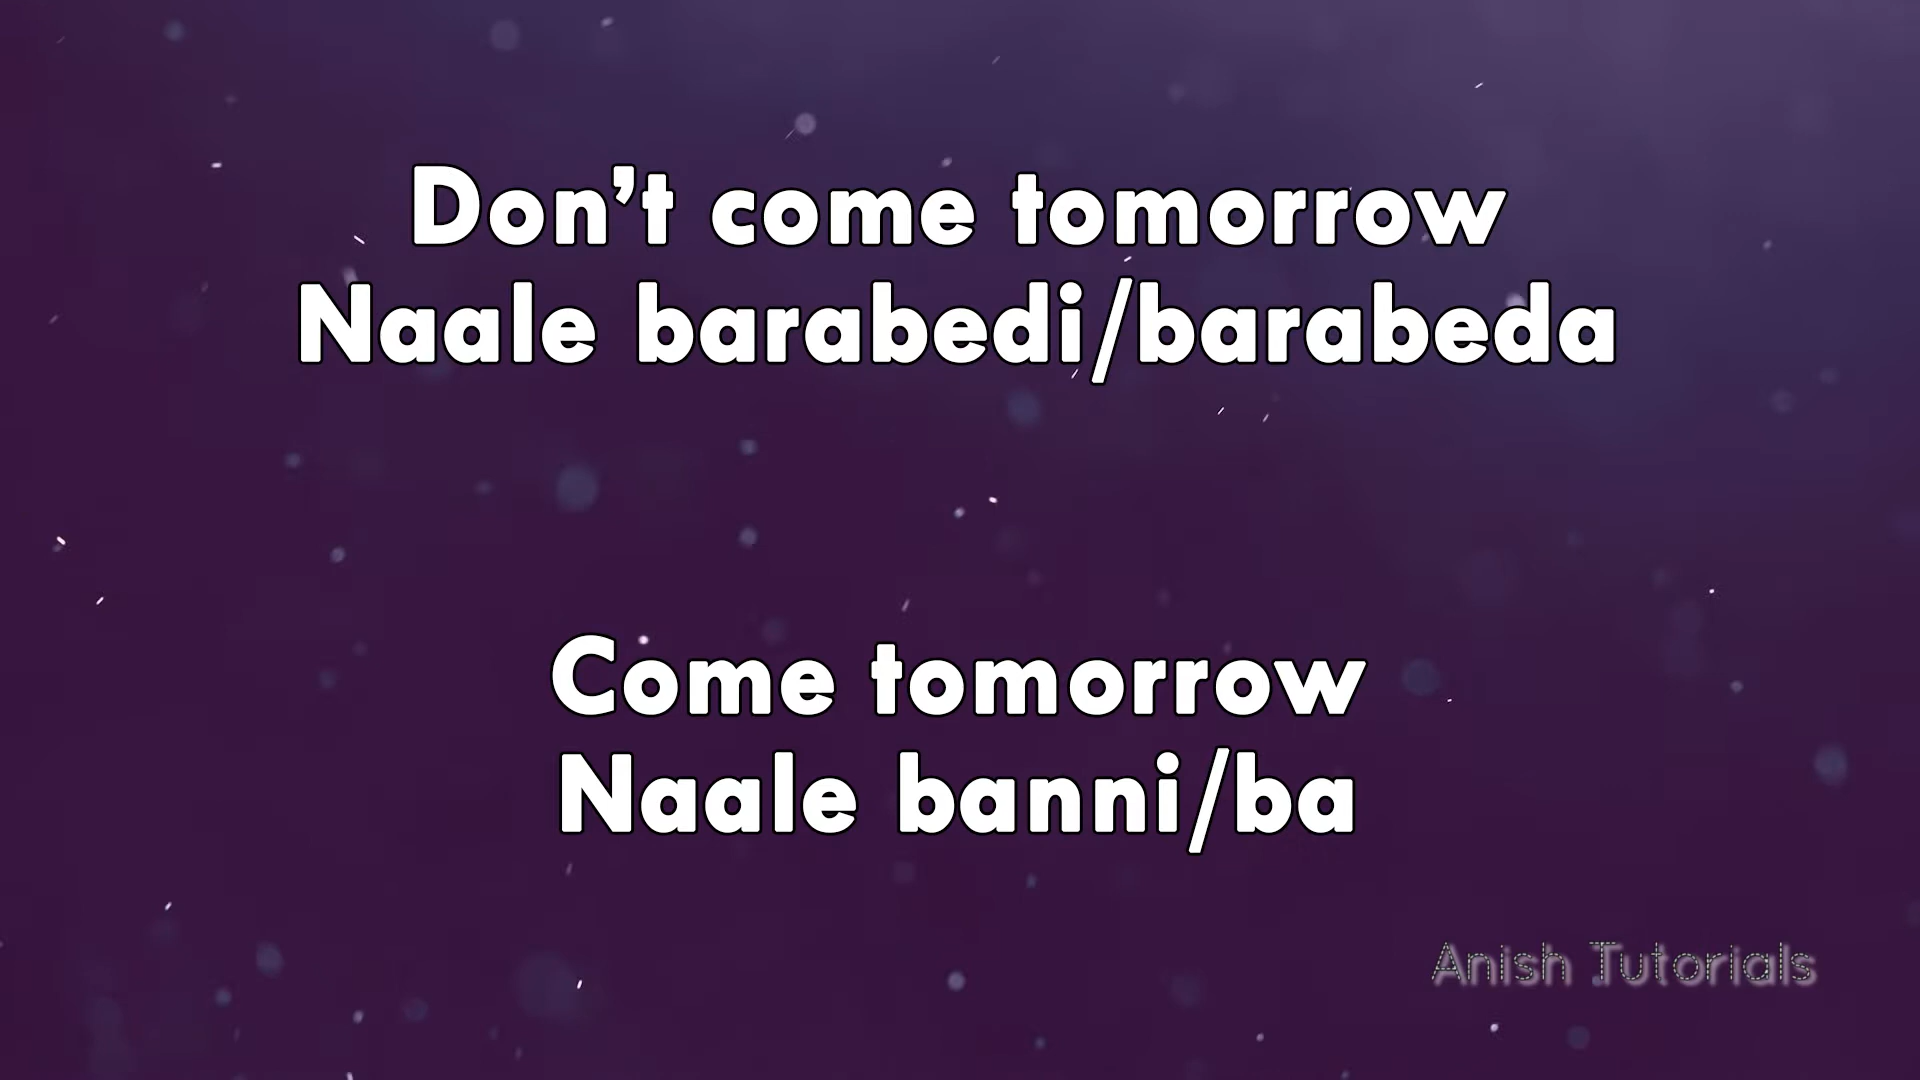 Don’t come tomorrow
Naale barabedi/barabeda
Come tomorrow
Naale banni/ba
Anish Tutorials